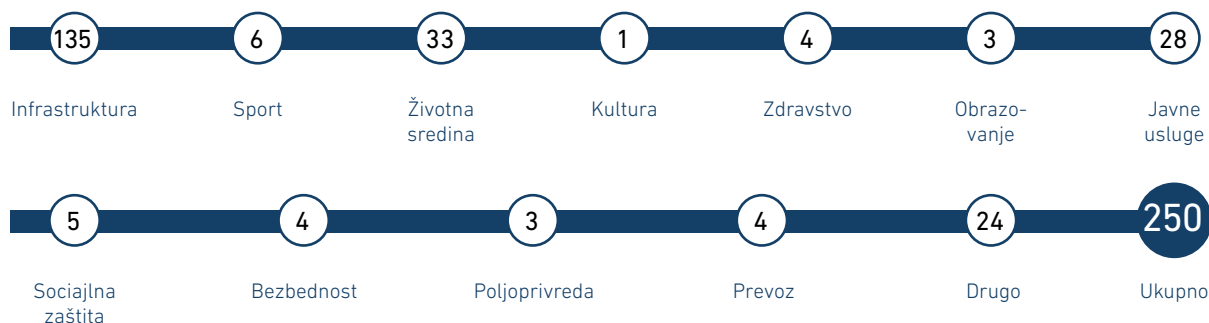 135 6 33 1 4 3 28
Infrastruktura Sport Životna sredina Kultura Zdravstvo Obrazo-vanje Javne usluge
5 4 3 4 24 250
Sociajlna zaštita Bezbednost Poljoprivreda Prevoz Drugo Ukupno